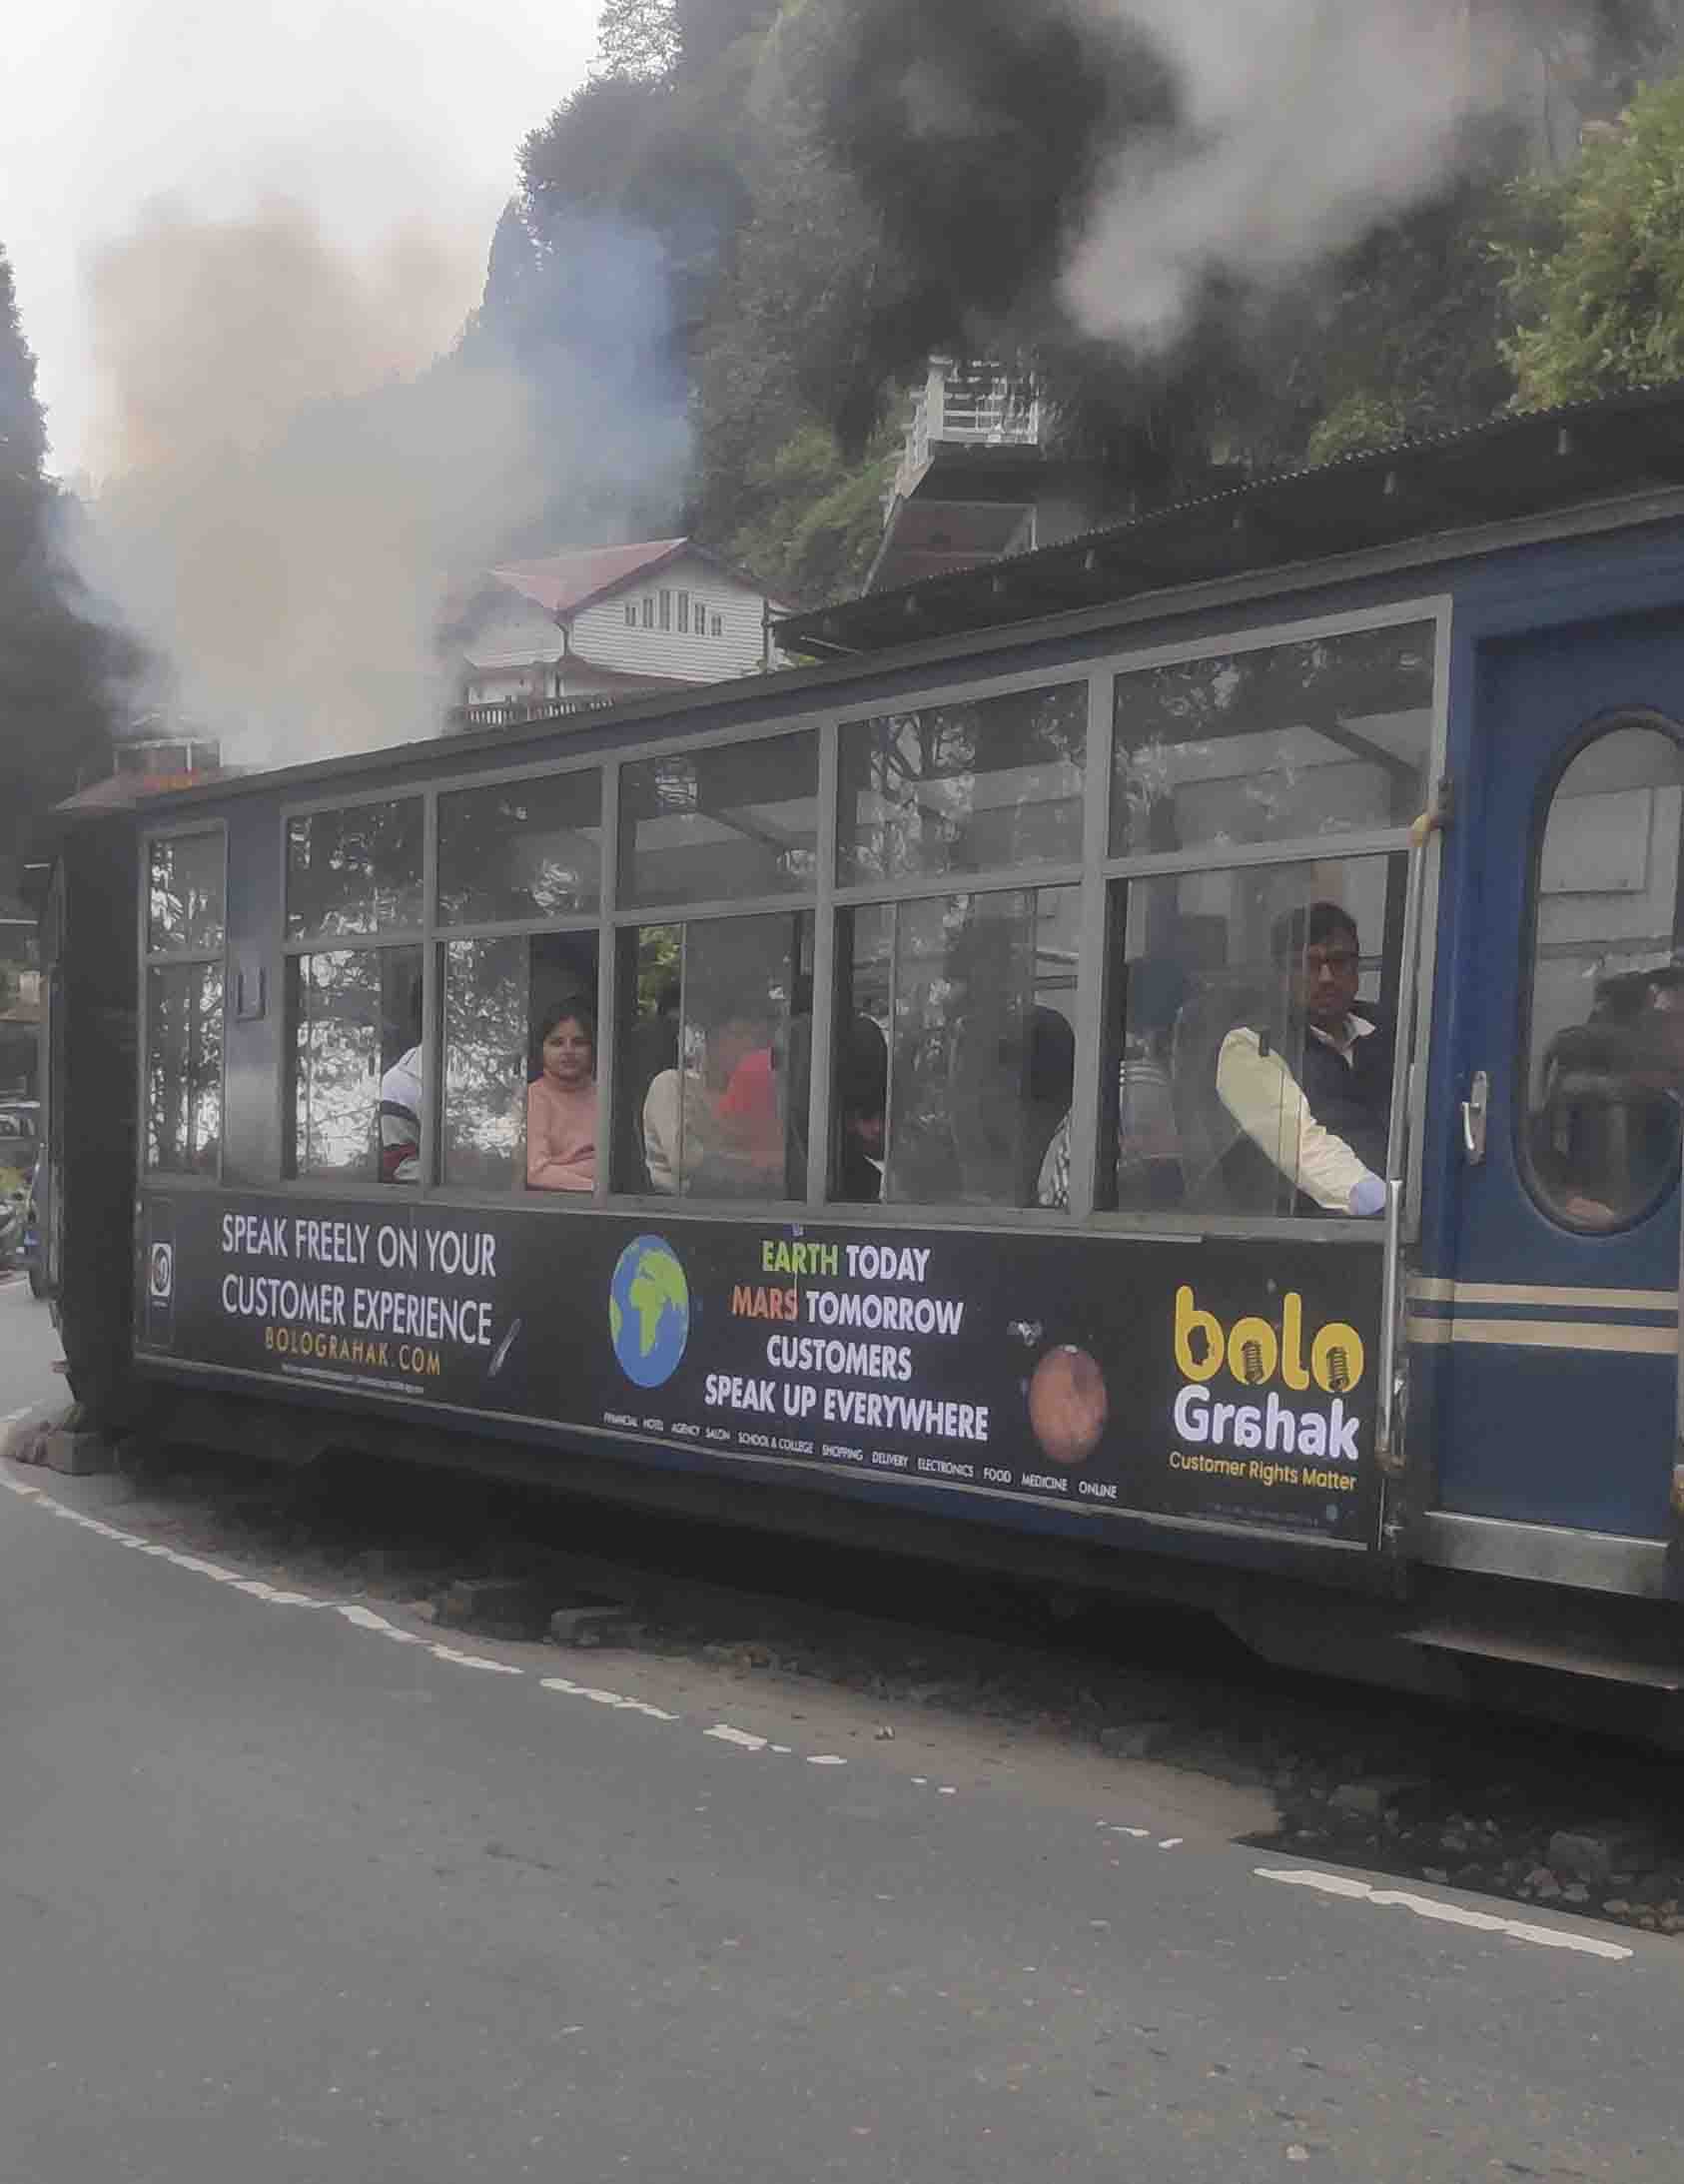 SPEAK FREELY ON YOUR
CUSTOMER EXPERIENCE
BOLOGRAHAK.COM
EARTH TODAY
MARS TOMORROW
CUSTOMERS
SPEAK UP EVERYWHERE
FINANCIAL HOTEL AGENCY SALON SCHOOL & COLLEGE SHOPPING DELIVERY ELECTRONICS FOOD MEDICINE ONLINE
bolo
Grahak
Customer Rights Matter